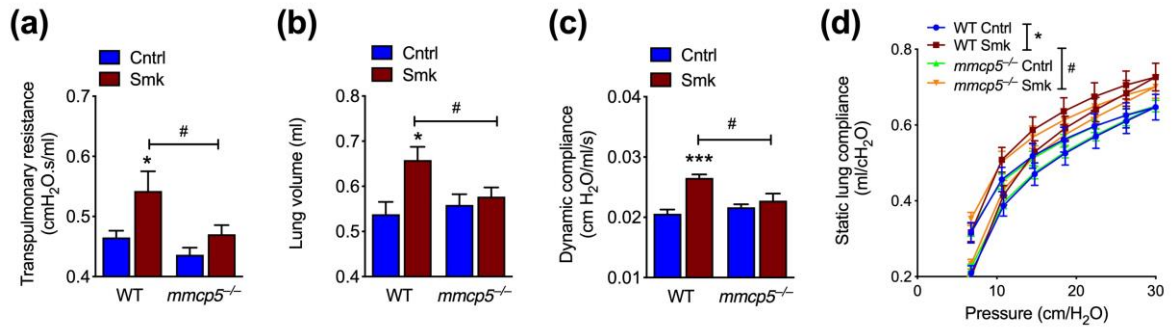 (a)
Cntrl
Smk
Transpulmonary resistance
(cmH₂O.s/ml)
0.7
0.6
0.5
0.4
*
#
WT
mmcp5⁻/⁻
(b)
Cntrl
Smk
Lung volume (ml)
0.8
0.7
0.6
0.5
0.4
*
#
WT
mmcp5⁻/⁻
(c)
Cntrl
Smk
Dynamic compliance
(cm H₂O/ml/s)
0.04
0.03
0.02
0.01
***
#
WT
mmcp5⁻/⁻
(d)
WT Cntrl
WT Smk
*
mmcp5⁻/⁻ Cntrl
mmcp5⁻/⁻ Smk
#
Static lung compliance
(ml/cH₂O)
0.8
0.6
0.4
0.2
0
10
20
30
Pressure (cm/H₂O)